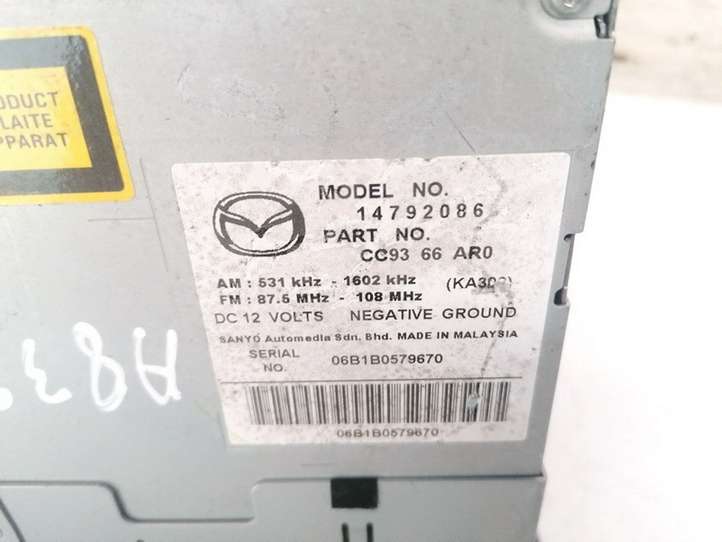 ODUCT
LAITE
PPARAT
MODEL NO.
14792086
PART NO.
CC93 66 AR0
AM : 531 kHz - 1602 kHz
FM : 87.5 MHz - 108 MHz
DC 12 VOLTS NEGATIVE GROUND
SANYO Automedia Sdn. Bhd. MADE IN MALAYSIA
SERIAL NO. 06B1B0579670
06B1B0579670